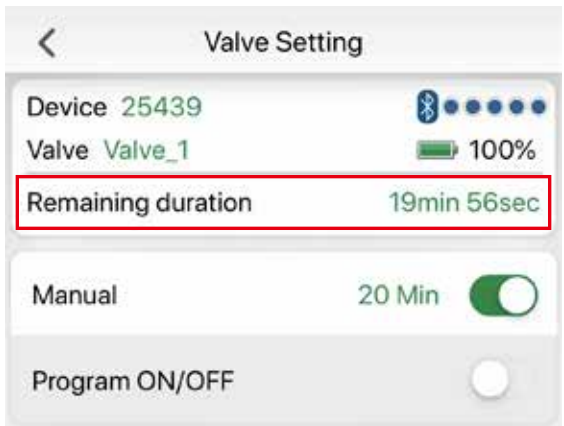 Valve Setting
Device 25439
Valve Valve_1 100%
Remaining duration 19min 56sec
Manual 20 Min
Program ON/OFF